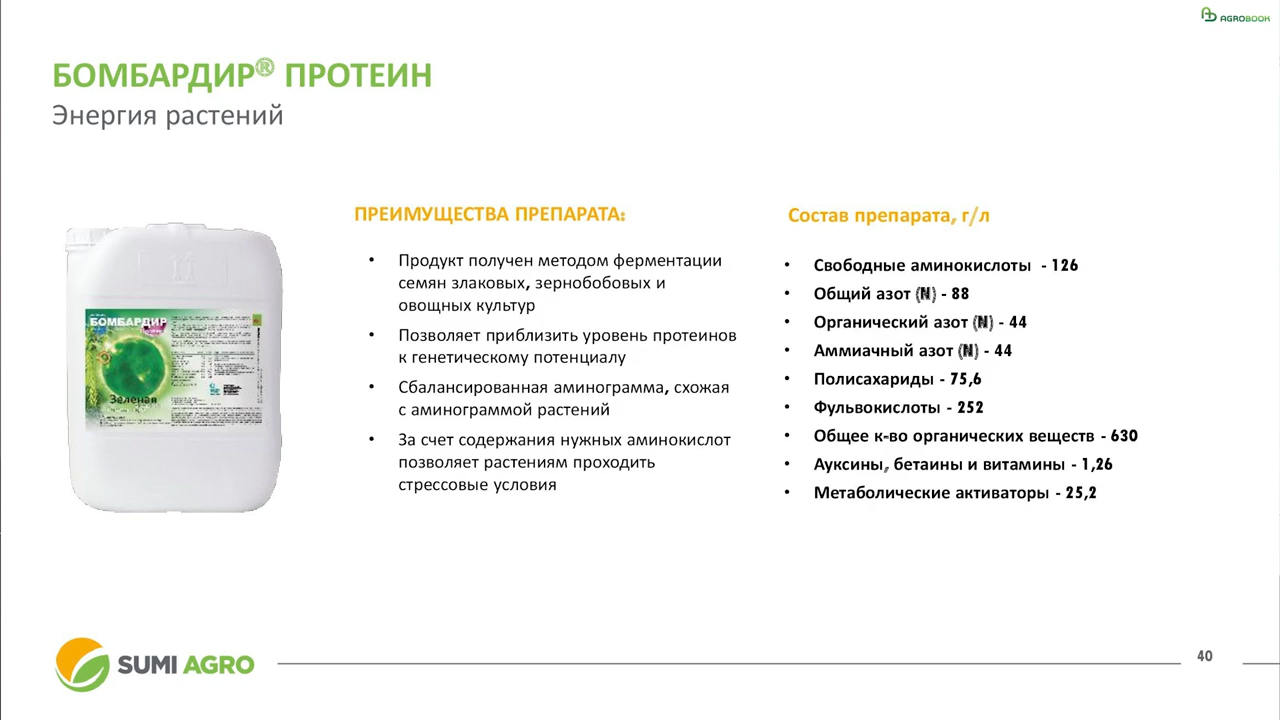 AGROBOOK
БОМБАРДИР® ПРОТЕИН
Энергия растений
ПРЕИМУЩЕСТВА ПРЕПАРАТА:
• Продукт получен методом ферментации
семян злаковых, зернобобовых и
овощных культур
• Позволяет приблизить уровень протеинов
к генетическому потенциалу
• Сбалансированная аминограмма, схожая
с аминограммой растений
• За счет содержания нужных аминокислот
позволяет растениям проходить
стрессовые условия
Состав препарата, г/л
• Свободные аминокислоты - 126
• Общий азот (N) - 88
• Органический азот (N) - 44
• Аммиачный азот (N) - 44
• Полисахариды - 75,6
• Фульвокислоты - 252
• Общее к-во органических веществ - 630
• Ауксины, бетаины и витамины - 1,26
• Метаболические активаторы - 25,2
БОМБАРДИР
Зеленая
SUMI AGRO
40